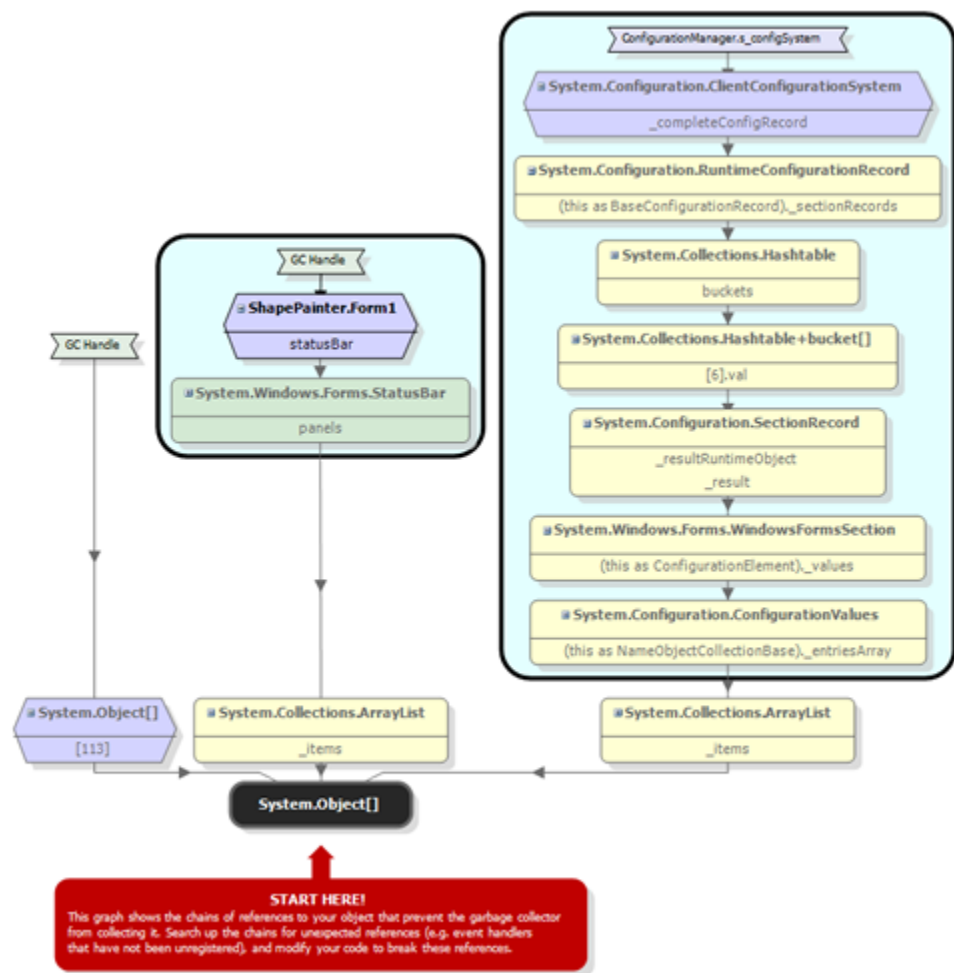 ConfigurationManager.s_configSystem
System.Configuration.ClientConfigurationSystem
_completeConfigRecord
System.Configuration.RuntimeConfigurationRecord
(this as BaseConfigurationRecord)._sectionRecords
System.Collections.Hashtable
buckets
System.Collections.Hashtable+bucket[]
[6].val
System.Configuration.SectionRecord
_resultRuntimeObject
_result
System.Windows.Forms.WindowsFormsSection
(this as ConfigurationElement)._values
System.Configuration.ConfigurationValues
(this as NameObjectCollectionBase)._entriesArray
System.Collections.ArrayList
_items
GC Handle
ShapePainter.Form1
statusBar
System.Windows.Forms.StatusBar
panels
System.Collections.ArrayList
_items
GC Handle
System.Object[]
[113]
System.Object[]
START HERE!
This graph shows the chains of references to your object that prevent the garbage collector
from collecting it. Search up the chains for unexpected references (e.g. event handlers
that have not been unregistered), and modify your code to break these references.